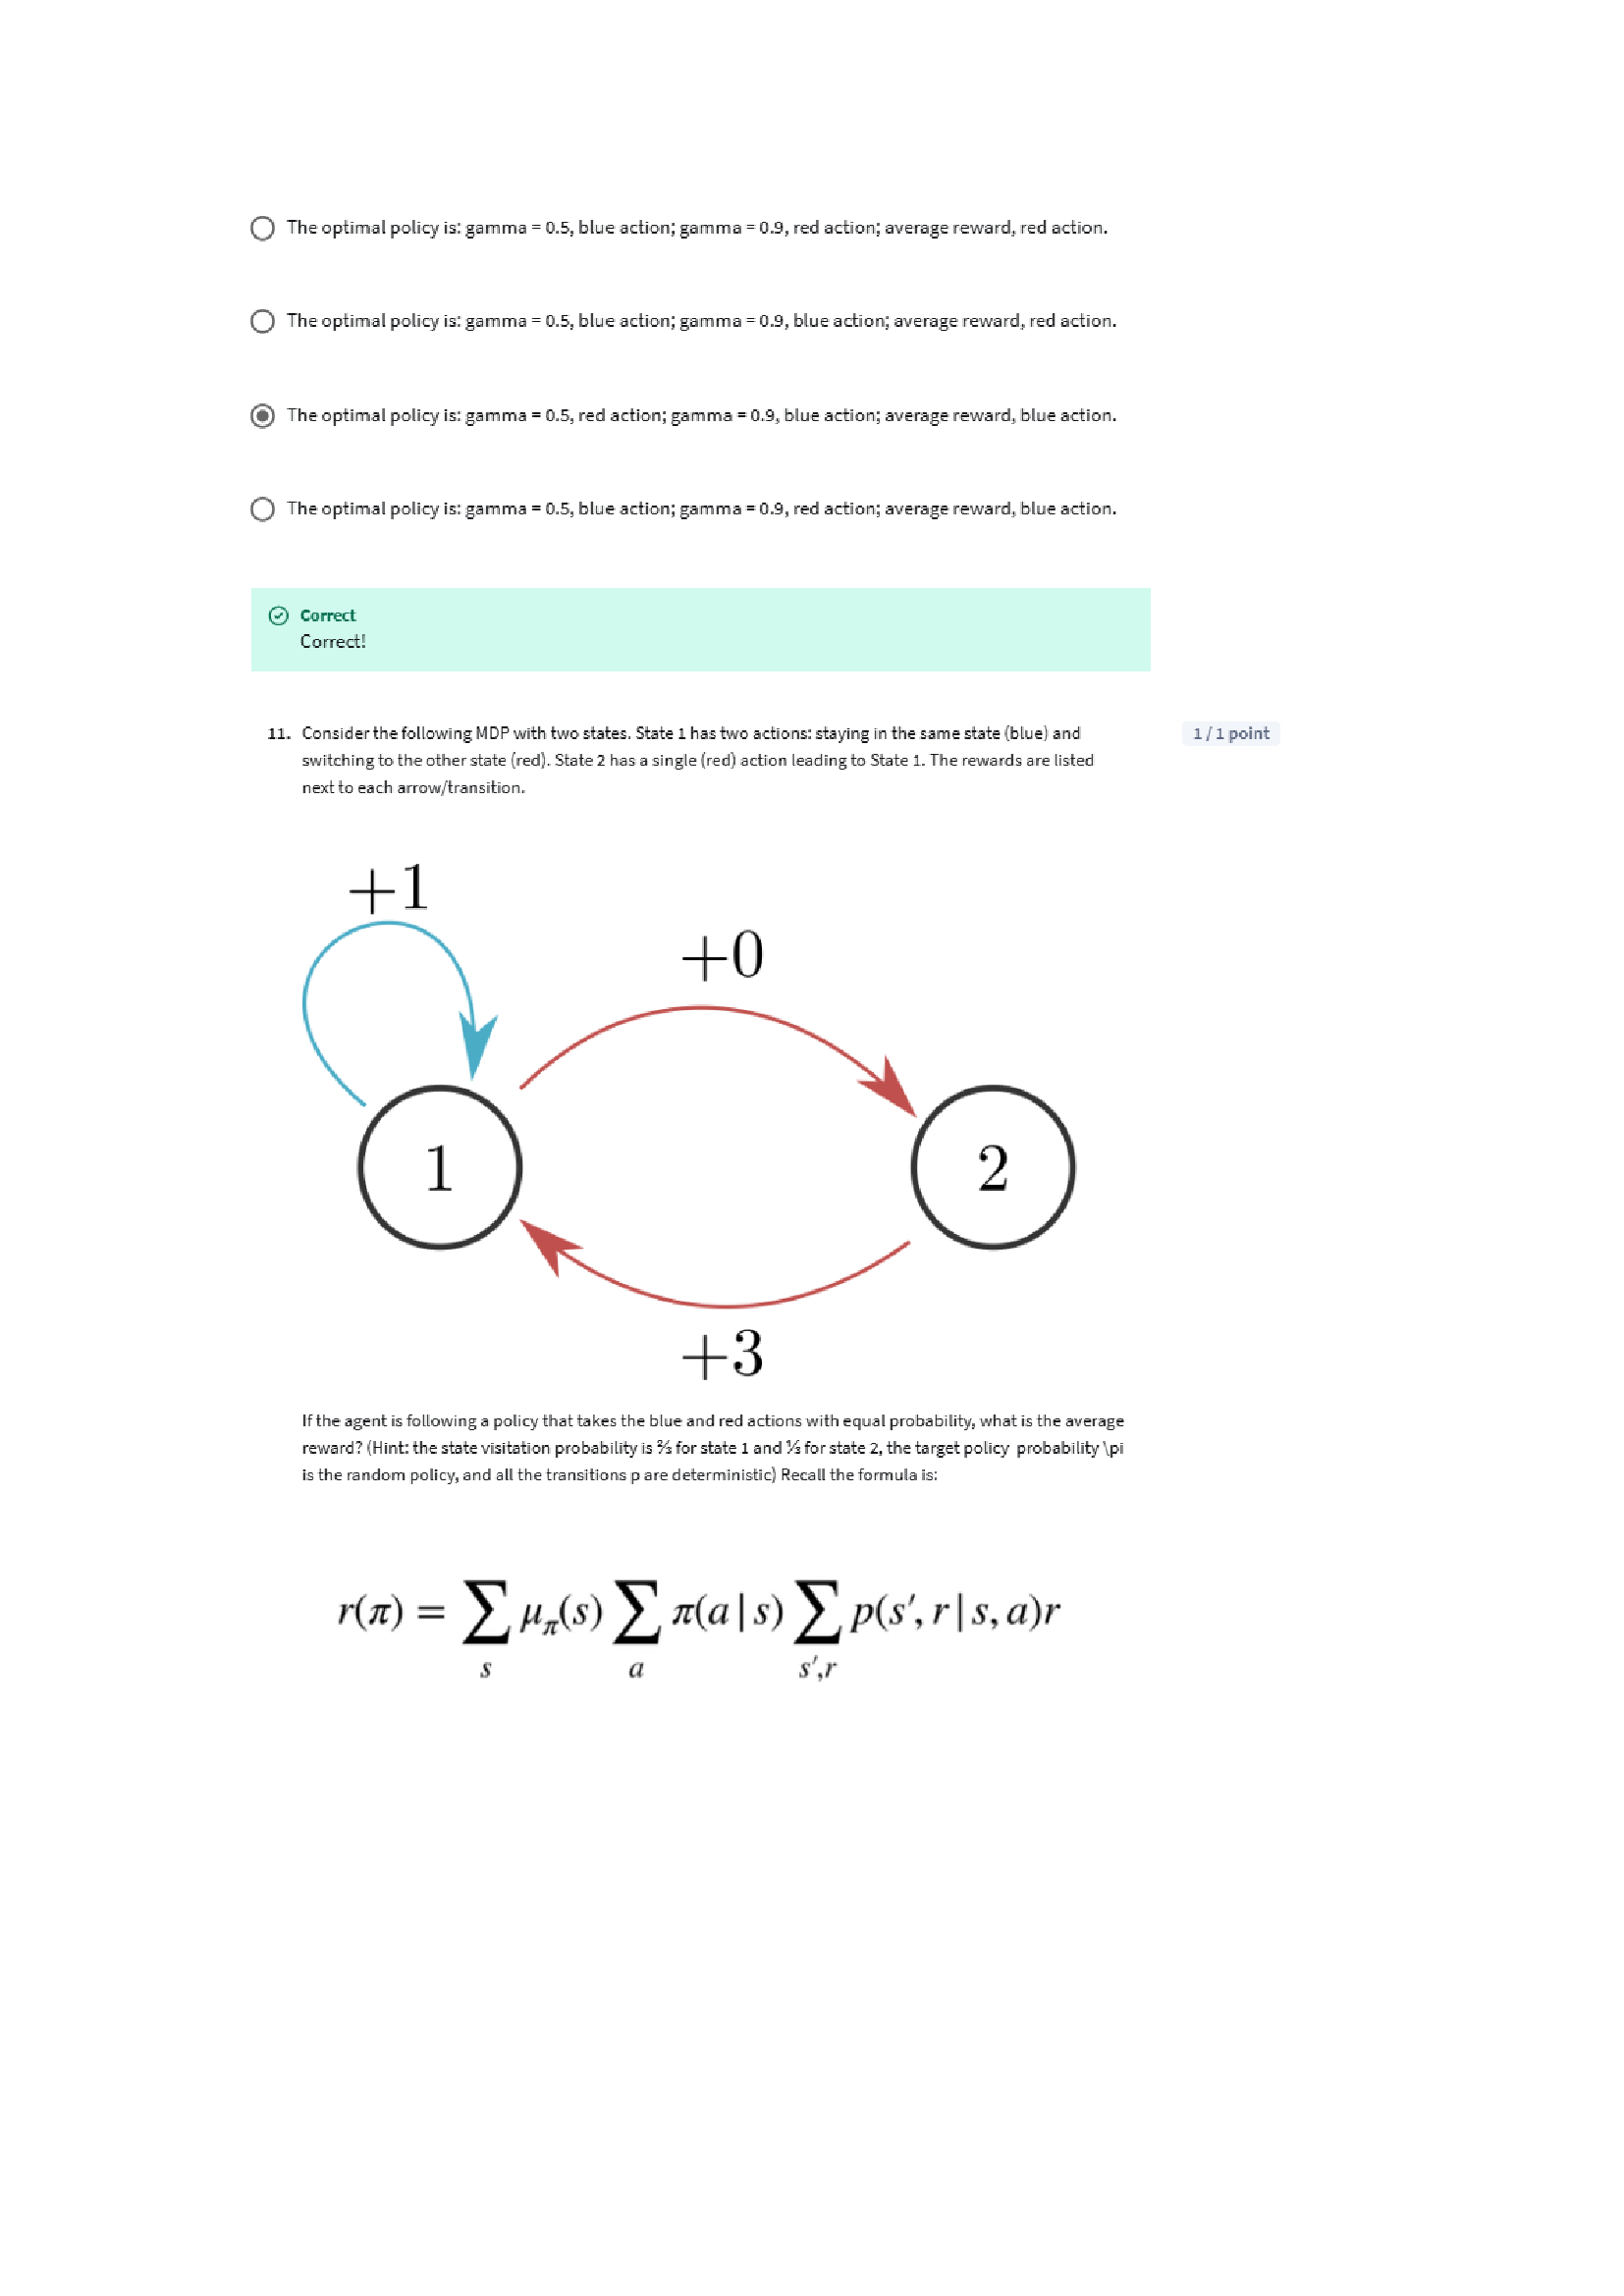 The optimal policy is: gamma = 0.5, blue action; gamma = 0.9, red action; average reward, red action.
The optimal policy is: gamma = 0.5, blue action; gamma = 0.9, blue action; average reward, red action.
The optimal policy is: gamma = 0.5, red action; gamma = 0.9, blue action; average reward, blue action.
The optimal policy is: gamma = 0.5, blue action; gamma = 0.9, red action; average reward, blue action.
Correct
Correct!
11. Consider the following MDP with two states. State 1 has two actions: staying in the same state (blue) and
1 / 1 point
switching to the other state (red). State 2 has a single (red) action leading to State 1. The rewards are listed
next to each arrow/transition.
+1
+0
1
2
+3
If the agent is following a policy that takes the blue and red actions with equal probability, what is the average
reward? (Hint: the state visitation probability is ⅔ for state 1 and ⅓ for state 2, the target policy probability \pi
is the random policy, and all the transitions p are deterministic) Recall the formula is:
r(π) = ∑ μπ(s) ∑ π(a|s) ∑ p(s′, r|s, a)r
s a s′,r